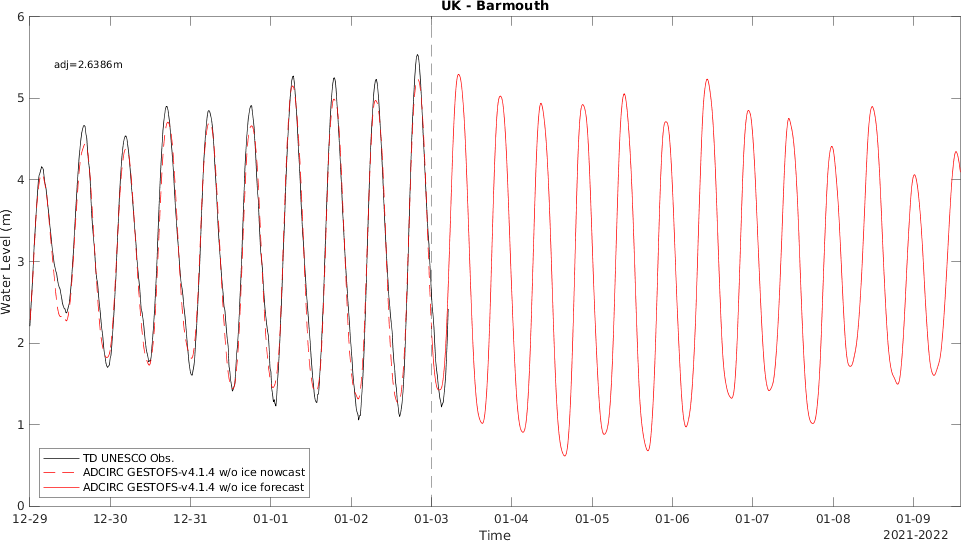 UK - Barmouth
adj=2.6386m
Water Level (m)
6
5
4
3
2
1
0
TD UNESCO Obs.
ADCIRC GESTOFS-v4.1.4 w/o ice nowcast
ADCIRC GESTOFS-v4.1.4 w/o ice forecast
12-29 12-30 12-31 01-01 01-02 01-03 01-04 01-05 01-06 01-07 01-08 01-09
Time
2021-2022